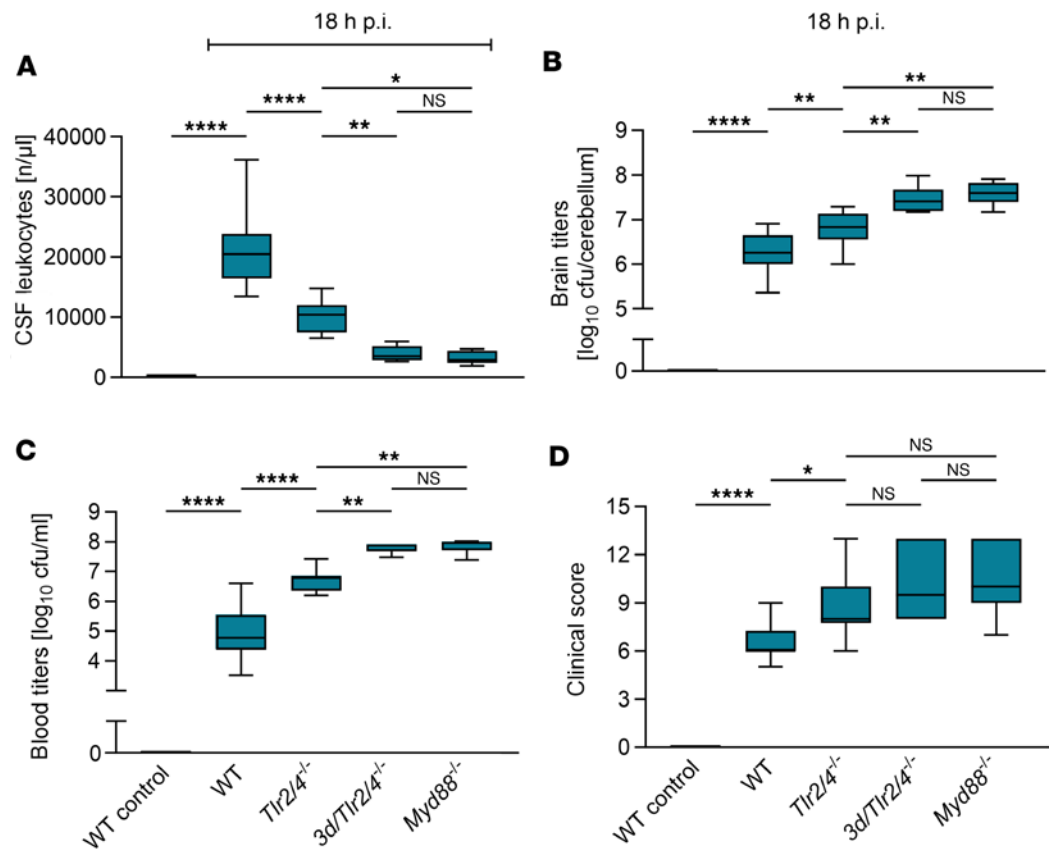 18 h p.i.
18 h p.i.
A
*
NS
****
**
****
CSF leukocytes [n/µl]
40000
30000
20000
10000
0
B
**
NS
**
**
****
Brain titers
[log10 cfu/cerebellum]
9
8
7
6
5
0
C
**
NS
****
**
****
Blood titers [log10 cfu/ml]
9
8
7
6
5
4
0
WT control
WT
Tlr2/4-/-
3d/Tlr2/4-/-
Myd88-/-
D
NS
NS
*
NS
****
Clinical score
15
12
9
6
3
0
WT control
WT
Tlr2/4-/-
3d/Tlr2/4-/-
Myd88-/-